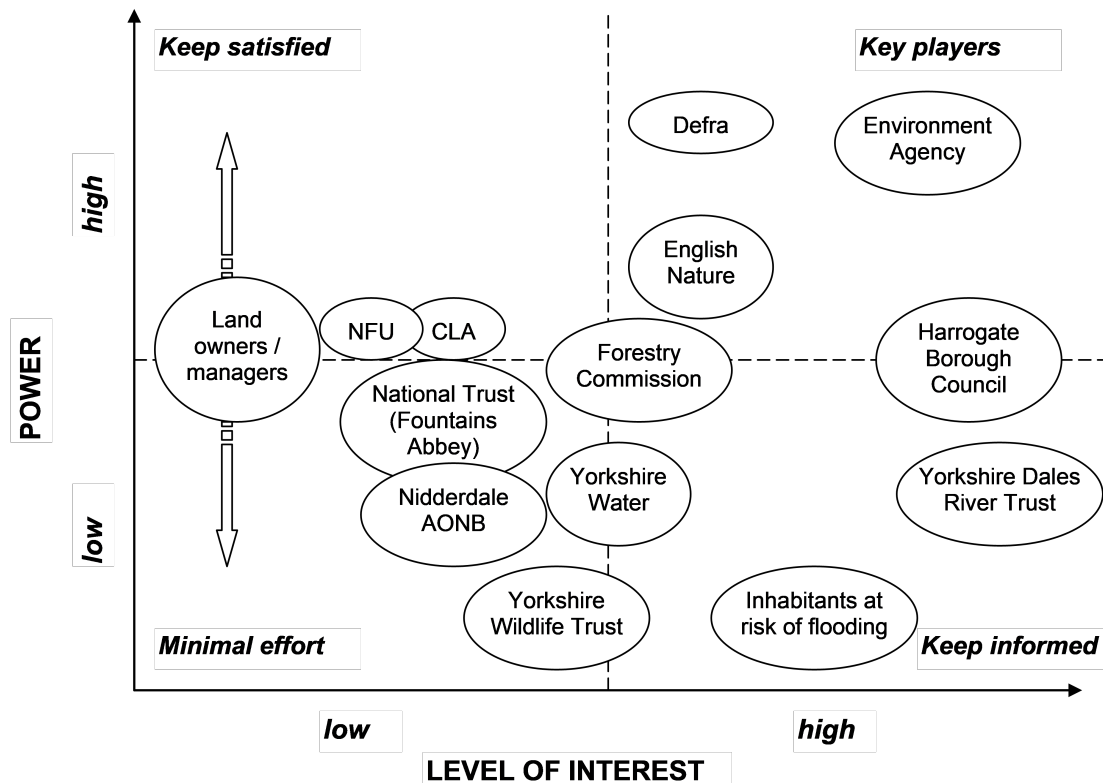 Keep satisfied
Key players
Defra
Environment
Agency
high
English
Nature
Land
owners /
managers
NFU
CLA
Forestry
Commission
Harrogate
Borough
Council
POWER
National Trust
(Fountains
Abbey)
Nidderdale
AONB
Yorkshire
Water
Yorkshire Dales
River Trust
low
Yorkshire
Wildlife Trust
Inhabitants at
risk of flooding
Minimal effort
Keep informed
low
high
LEVEL OF INTEREST